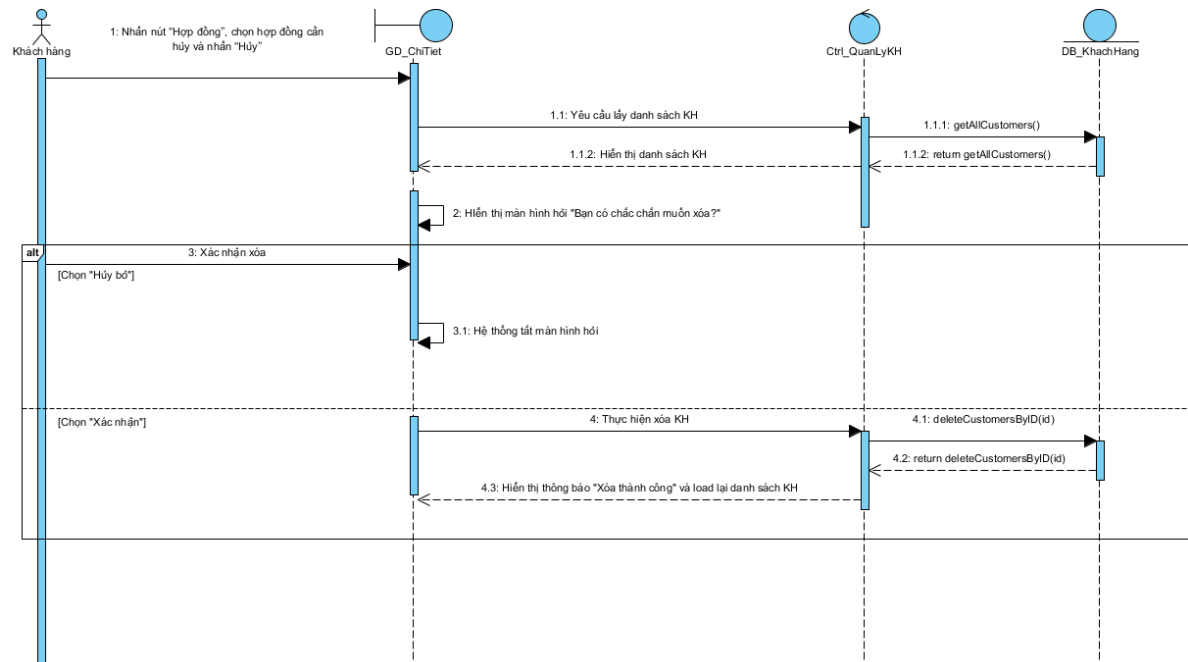 1: Nhấn nút “Hợp đồng”, chọn hợp đồng cần
hủy và nhấn “Hủy”
Khách hàng
GD_ChiTiet
Ctrl_QuanLyKH
DB_KhachHang
1.1: Yêu cầu lấy danh sách KH
1.1.1: getAllCustomers()
1.1.2: Hiển thị danh sách KH
1.1.2: return getAllCustomers()
2: HIển thị màn hình hỏi "Bạn có chắc chắn muốn xóa?"
alt
3: Xác nhận xóa
[Chọn "Hủy bỏ"]
3.1: Hệ thống tắt màn hình hỏi
[Chọn "Xác nhận"]
4: Thực hiện xóa KH
4.1: deleteCustomersByID(id)
4.2: return deleteCustomersByID(id)
4.3: Hiển thị thông báo "Xóa thành công" và load lại danh sách KH